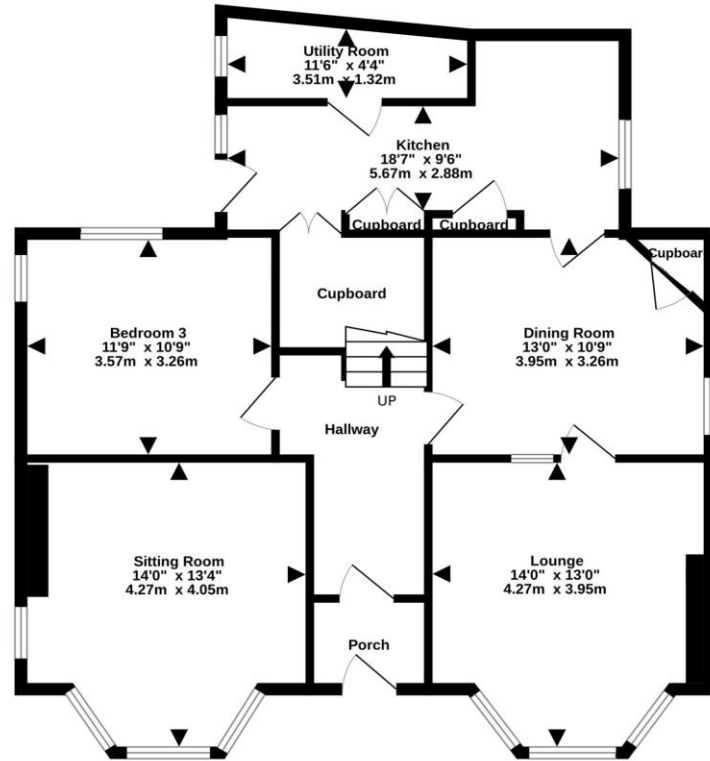 Utility Room
11'6" x 4'4"
3.51m x 1.32m
Kitchen
18'7" x 9'6"
5.67m x 2.88m
Cupboard
Cupboard
Cupboard
Cupboard
Bedroom 3
11'9" x 10'9"
3.57m x 3.26m
Dining Room
13'0" x 10'9"
3.95m x 3.26m
UP
Hallway
Sitting Room
14'0" x 13'4"
4.27m x 4.05m
Lounge
14'0" x 13'0"
4.27m x 3.95m
Porch